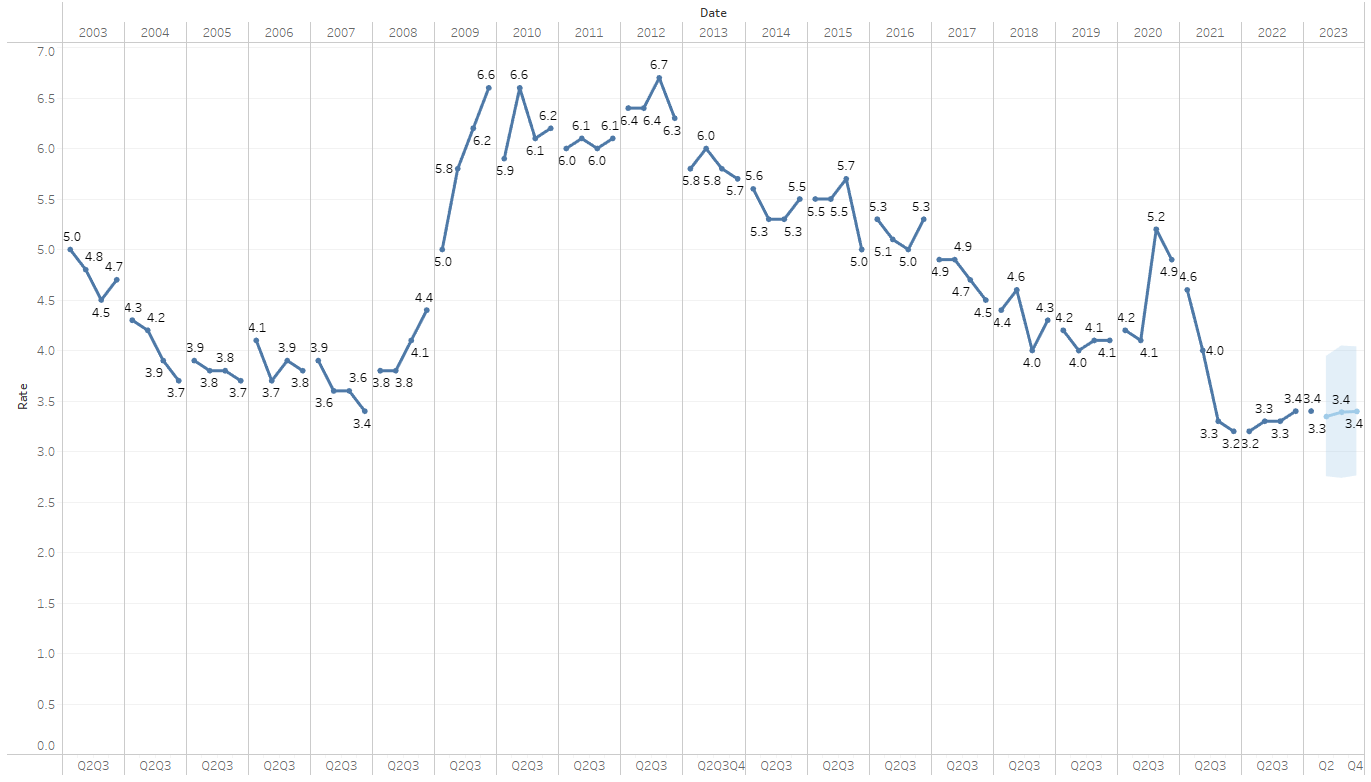 Date
2003 2004 2005 2006 2007 2008 2009 2010 2011 2012 2013 2014 2015 2016 2017 2018 2019 2020 2021 2022 2023
Rate
7.0
6.5
6.0
5.5
5.0
4.5
4.0
3.5
3.0
2.5
2.0
1.5
1.0
0.5
0.0
5.0 4.8 4.5 4.7
4.3 4.2 3.9 3.7
3.9 3.8 3.8 3.7
4.1 3.7 3.9 3.8
3.9 3.6 3.6 3.4
3.8 3.8 4.1 4.4
5.0 5.8 6.2 6.6
5.9 6.6 6.1 6.2
6.0 6.1 6.0 6.1
6.4 6.4 6.7 6.3
5.8 6.0 5.8 5.7
5.6 5.3 5.3 5.5
5.5 5.5 5.7 5.0
5.3 5.1 5.0 5.3
4.9 4.9 4.7 4.5
4.4 4.6 4.0 4.3
4.2 4.0 4.1 4.1
4.2 4.1 5.2 4.9
4.6 4.0 3.3 3.2
3.2 3.3 3.3 3.4
3.4 3.3 3.4 3.4
Q2Q3 Q2Q3 Q2Q3 Q2Q3 Q2Q3 Q2Q3 Q2Q3 Q2Q3 Q2Q3 Q2Q3 Q2Q3Q4 Q2Q3 Q2Q3 Q2Q3 Q2Q3 Q2Q3 Q2Q3 Q2Q3 Q2Q3 Q2Q3 Q2 Q4